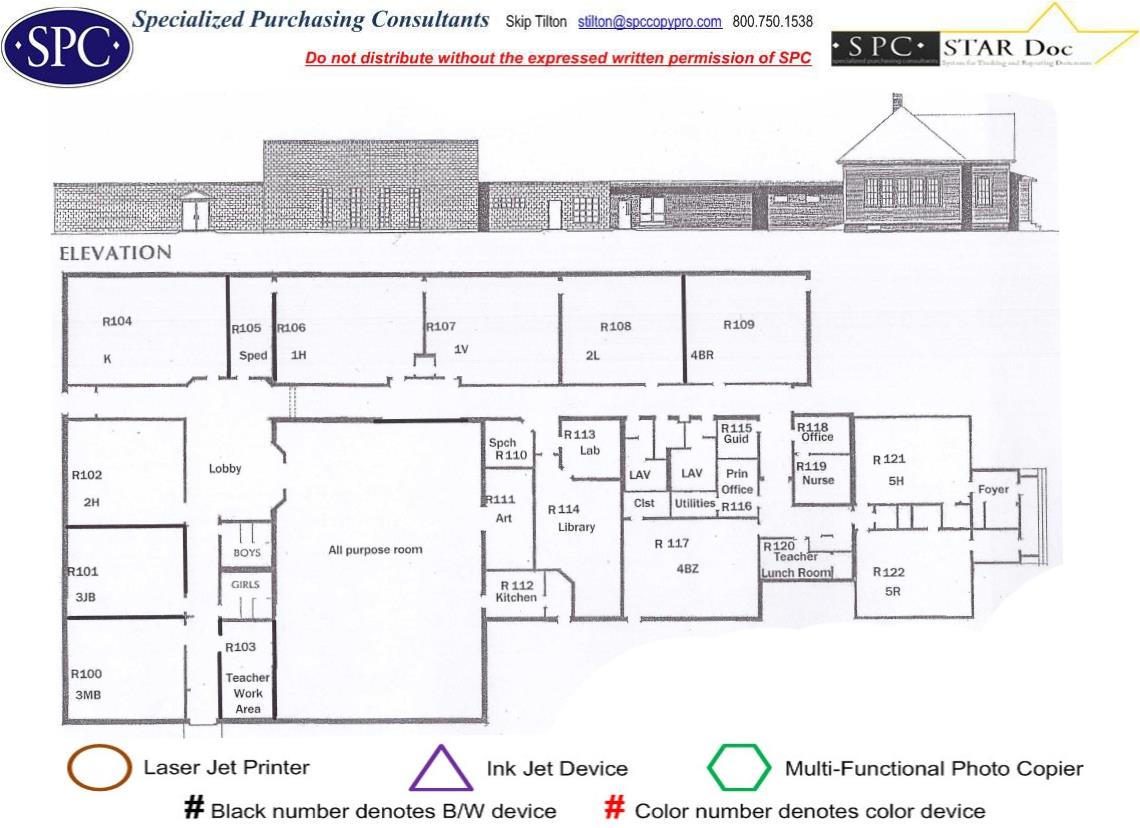 Specialized Purchasing Consultants Skip Tilton stilton@spccopypro.com 800.750.1538
·SPC·
Do not distribute without the expressed written permission of SPC
·SPC· STAR Doc
specialized purchasing consultants System for Tracking and Reporting Documents
ELEVATION
R104
K
R105
Sped
R106
1H
R107
1V
R108
2L
R109
4BR
R102
2H
Lobby
BOYS
GIRLS
R101
3JB
R100
3MB
R103
Teacher
Work
Area
All purpose room
Spch
R110
R111
Art
R112
Kitchen
R113
Lab
R114
Library
LAV
LAV
Clst
Utilities
R115
Guid
Prin
Office
R116
R 117
4BZ
R118
Office
R119
Nurse
R120
Teacher
Lunch Room
R 121
5H
Foyer
R122
5R
Laser Jet Printer
Ink Jet Device
Multi-Functional Photo Copier
# Black number denotes B/W device
# Color number denotes color device